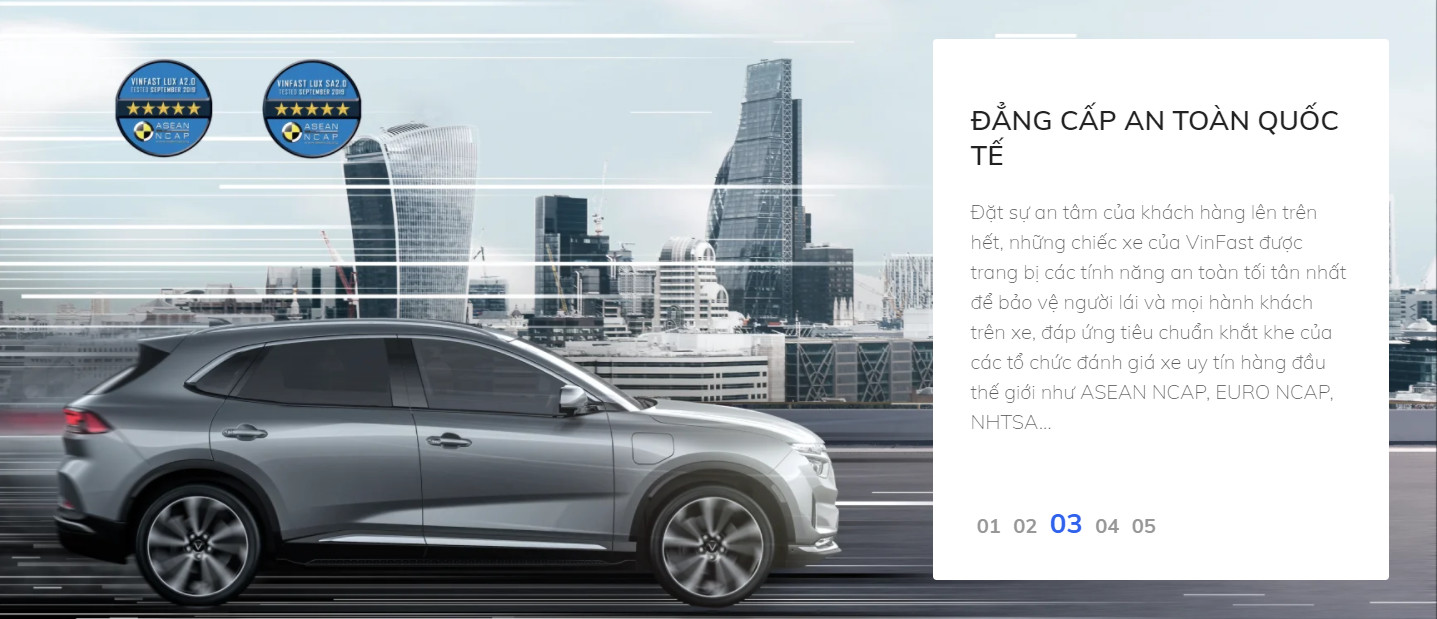 VINFAST LUX A2.0
TESTED SEPTEMBER 2019
ASEAN
NCAP
VINFAST LUX SA2.0
TESTED SEPTEMBER 2019
ASEAN
NCAP
ĐẲNG CẤP AN TOÀN QUỐC
TẾ
Đặt sự an tâm của khách hàng lên trên
hết, những chiếc xe của VinFast được
trang bị các tính năng an toàn tối tân nhất
để bảo vệ người lái và mọi hành khách
trên xe, đáp ứng tiêu chuẩn khắt khe của
các tổ chức đánh giá xe uy tín hàng đầu
thế giới như ASEAN NCAP, EURO NCAP,
NHTSA...
01 02 03 04 05